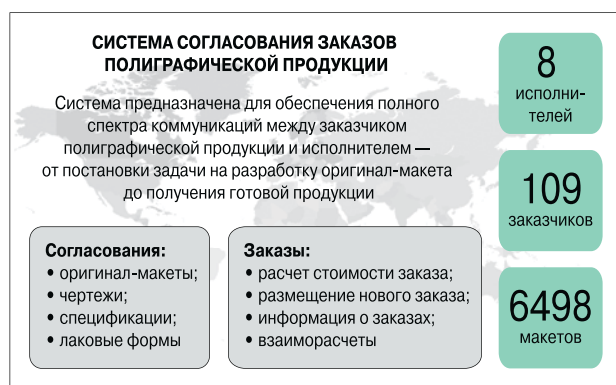 СИСТЕМА СОГЛАСОВАНИЯ ЗАКАЗОВ
ПОЛИГРАФИЧЕСКОЙ ПРОДУКЦИИ
Система предназначена для обеспечения полного
спектра коммуникаций между заказчиком
полиграфической продукции и исполнителем —
от постановки задачи на разработку оригинал-макета
до получения готовой продукции
Согласования:
• оригинал-макеты;
• чертежи;
• спецификации;
• лаковые формы
Заказы:
• расчет стоимости заказа;
• размещение нового заказа;
• информация о заказах;
• взаиморасчеты
8
исполни-
телей
109
заказчиков
6498
макетов